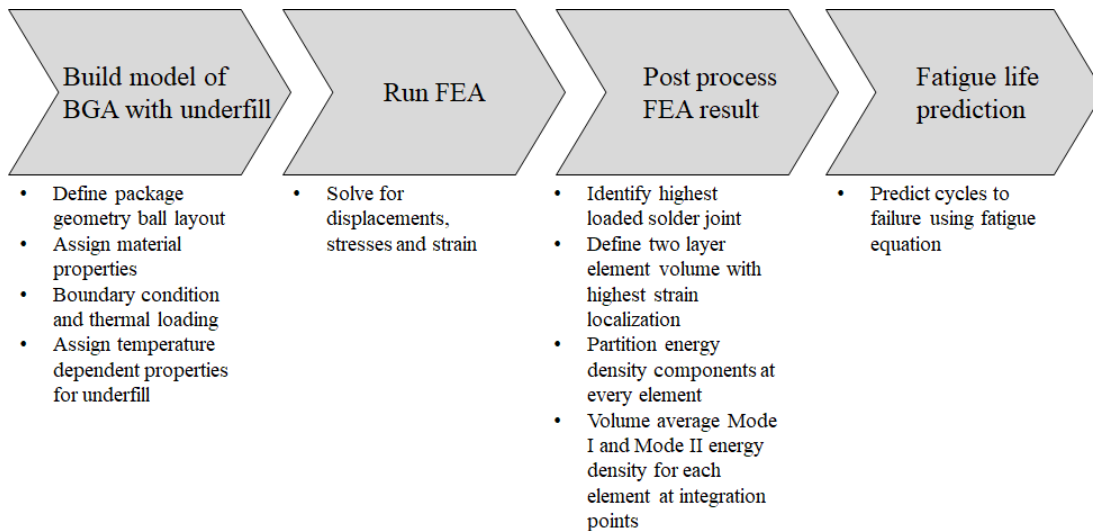 Build model of
BGA with underfill
• Define package
geometry ball layout
• Assign material
properties
• Boundary condition
and thermal loading
• Assign temperature
dependent properties
for underfill
Run FEA
• Solve for
displacements,
stresses and strain
Post process
FEA result
• Identify highest
loaded solder joint
• Define two layer
element volume with
highest strain
localization
• Partition energy
density components at
every element
• Volume average Mode
I and Mode II energy
density for each
element at integration
points
Fatigue life
prediction
• Predict cycles to
failure using fatigue
equation